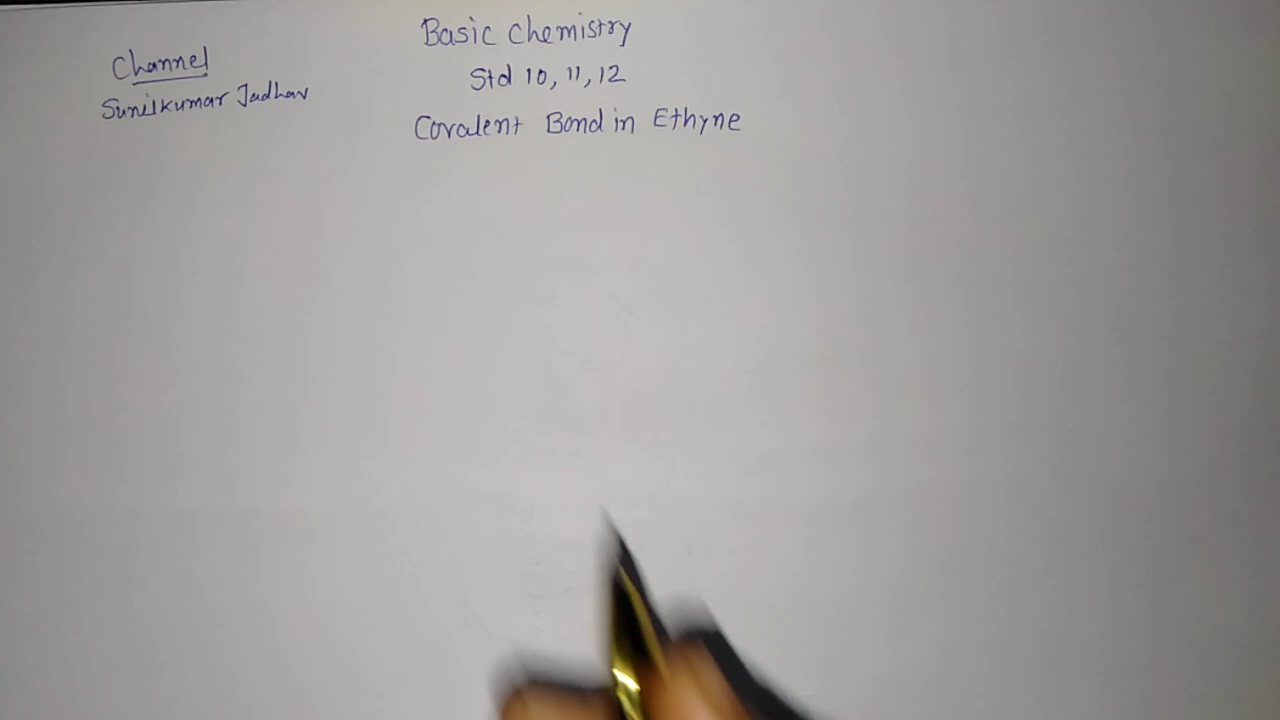 Channel
Sunilkumar Jadhav
Basic Chemistry
Std 10, 11, 12
Covalent Bond in Ethyne